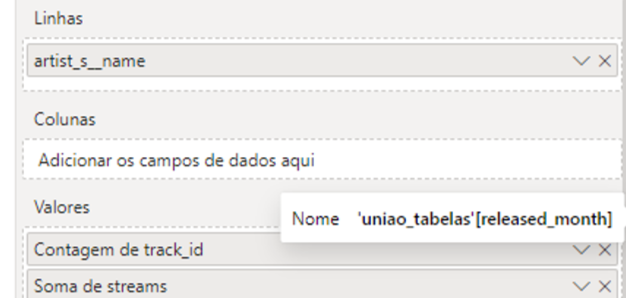 Linhas
artist_s__name
Colunas
Adicionar os campos de dados aqui
Valores
Nome 'uniao_tabelas'[released_month]
Contagem de track_id
Soma de streams